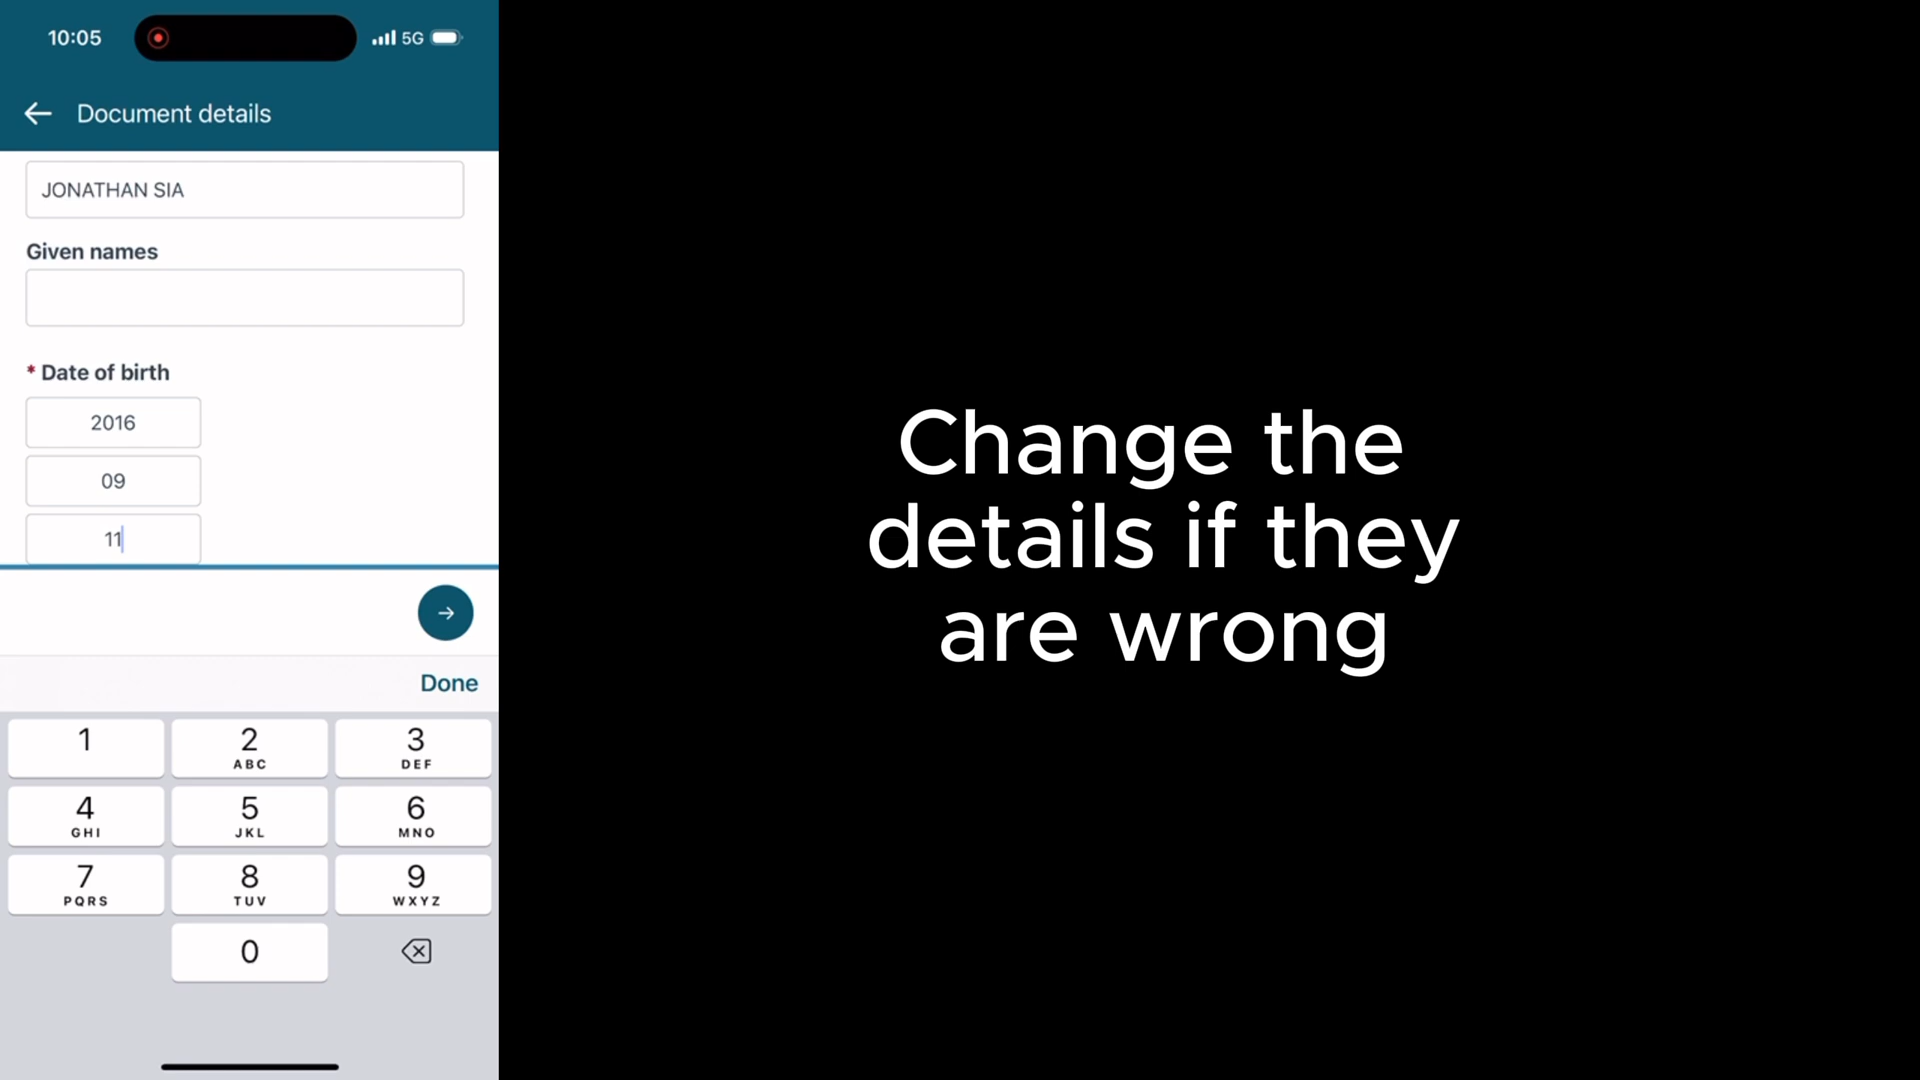 10:05
5G
Document details
JONATHAN SIA
Given names
* Date of birth
2016
09
11
Done
1
2
ABC
3
DEF
4
GHI
5
JKL
6
MNO
7
PQRS
8
TUV
9
WXYZ
0
Change the
details if they
are wrong